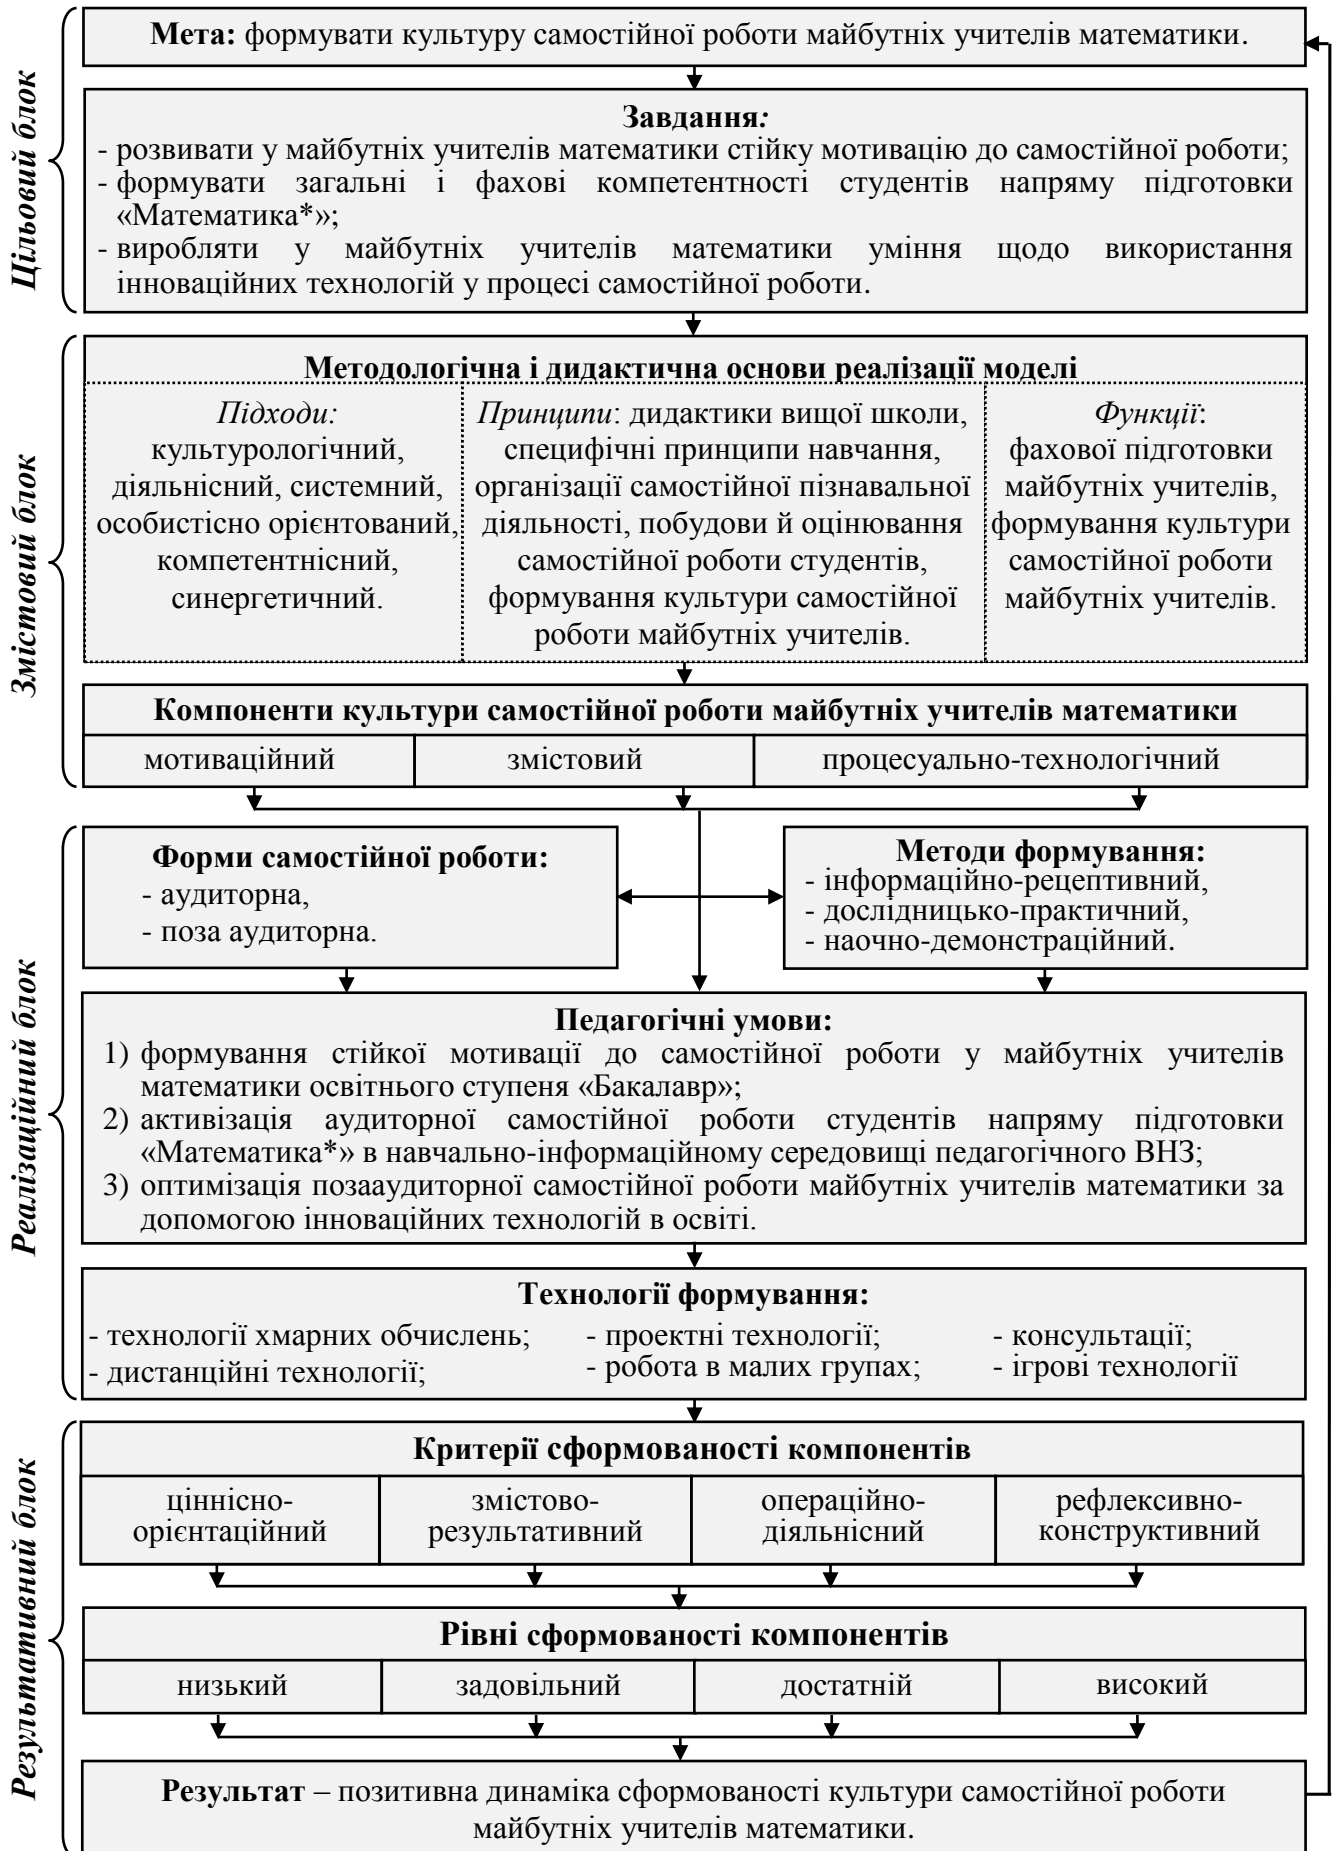 Цільовий блок
Мета: формувати культуру самостійної роботи майбутніх учителів математики.
Завдання:
- розвивати у майбутніх учителів математики стійку мотивацію до самостійної роботи;
- формувати загальні і фахові компетентності студентів напряму підготовки
«Математика*»;
- виробляти у майбутніх учителів математики уміння щодо використання
інноваційних технологій у процесі самостійної роботи.
Змістовий блок
Методологічна і дидактична основи реалізації моделі
Підходи:
культурологічний,
діяльнісний, системний,
особистісно орієнтований,
компетентнісний,
синергетичний.
Принципи: дидактики вищої школи,
специфічні принципи навчання,
організації самостійної пізнавальної
діяльності, побудови й оцінювання
самостійної роботи студентів,
формування культури самостійної
роботи майбутніх учителів.
Функції:
фахової підготовки
майбутніх учителів,
формування культури
самостійної роботи
майбутніх учителів.
Компоненти культури самостійної роботи майбутніх учителів математики
мотиваційний
змістовий
процесуально-технологічний
Реалізаційний блок
Форми самостійної роботи:
- аудиторна,
- поза аудиторна.
Методи формування:
- інформаційно-рецептивний,
- дослідницько-практичний,
- наочно-демонстраційний.
Педагогічні умови:
1) формування стійкої мотивації до самостійної роботи у майбутніх учителів
математики освітнього ступеня «Бакалавр»;
2) активізація аудиторної самостійної роботи студентів напряму підготовки
«Математика*» в навчально-інформаційному середовищі педагогічного ВНЗ;
3) оптимізація позааудиторної самостійної роботи майбутніх учителів математики за
допомогою інноваційних технологій в освіті.
Технології формування:
- технології хмарних обчислень;
- дистанційні технології;
- проектні технології;
- робота в малих групах;
- консультації;
- ігрові технології
Результативний блок
Критерії сформованості компонентів
ціннісно-
орієнтаційний
змістово-
результативний
операційно-
діяльнісний
рефлексивно-
конструктивний
Рівні сформованості компонентів
низький
задовільний
достатній
високий
Результат – позитивна динаміка сформованості культури самостійної роботи
майбутніх учителів математики.